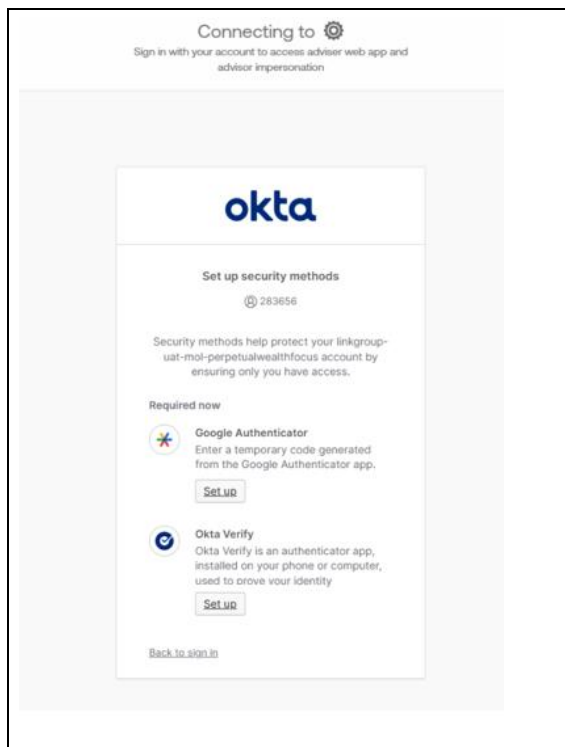 Connecting to
Sign in with your account to access adviser web app and
advisor impersonation
okta
Set up security methods
283656
Security methods help protect your linkgroup-
uat-mol-perpetualwealthfocus account by
ensuring only you have access.
Required now
Google Authenticator
Enter a temporary code generated
from the Google Authenticator app.
Set up
Okta Verify
Okta Verify is an authenticator app,
installed on your phone or computer,
used to prove your identity
Set up
Back to sign in